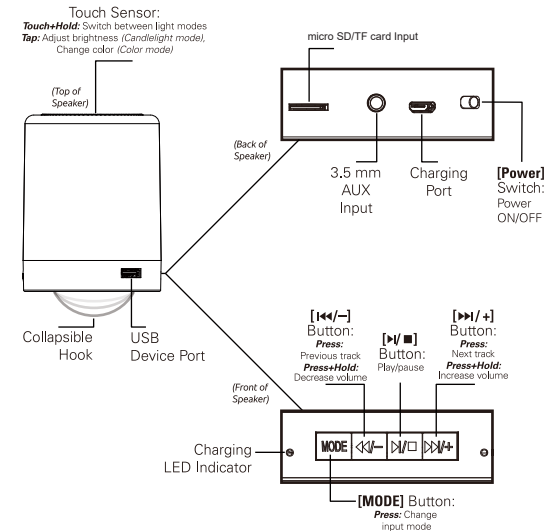 Touch Sensor:
Touch+Hold: Switch between light modes
Tap: Adjust brightness (Candlelight mode),
Change color (Color mode)
(Top of
Speaker)
micro SD/TF card Input
(Back of
Speaker)
3.5 mm
AUX
Input
Charging
Port
[Power]
Switch:
Power
ON/OFF
Collapsible
Hook
USB
Device Port
[⏮/−]
Button:
Press:
Previous track
Press+Hold:
Decrease volume
[▶ǀ/■]
Button:
Play/pause
[⏭/+]
Button:
Press:
Next track
Press+Hold:
Increase volume
(Front of
Speaker)
Charging
LED Indicator
MODE ◁◁/− ▷ǀ/□ ▷▷ǀ/+
[MODE] Button:
Press: Change
input mode